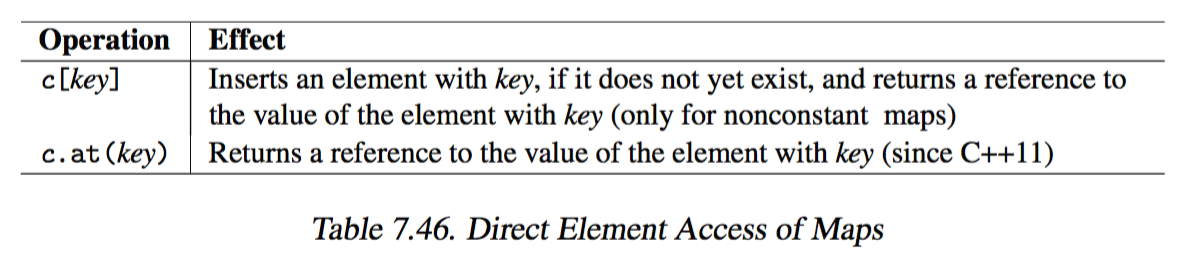 Operation Effect
c[key] Inserts an element with key, if it does not yet exist, and returns a reference to
the value of the element with key (only for nonconstant maps)
c.at(key) Returns a reference to the value of the element with key (since C++11)
Table 7.46. Direct Element Access of Maps